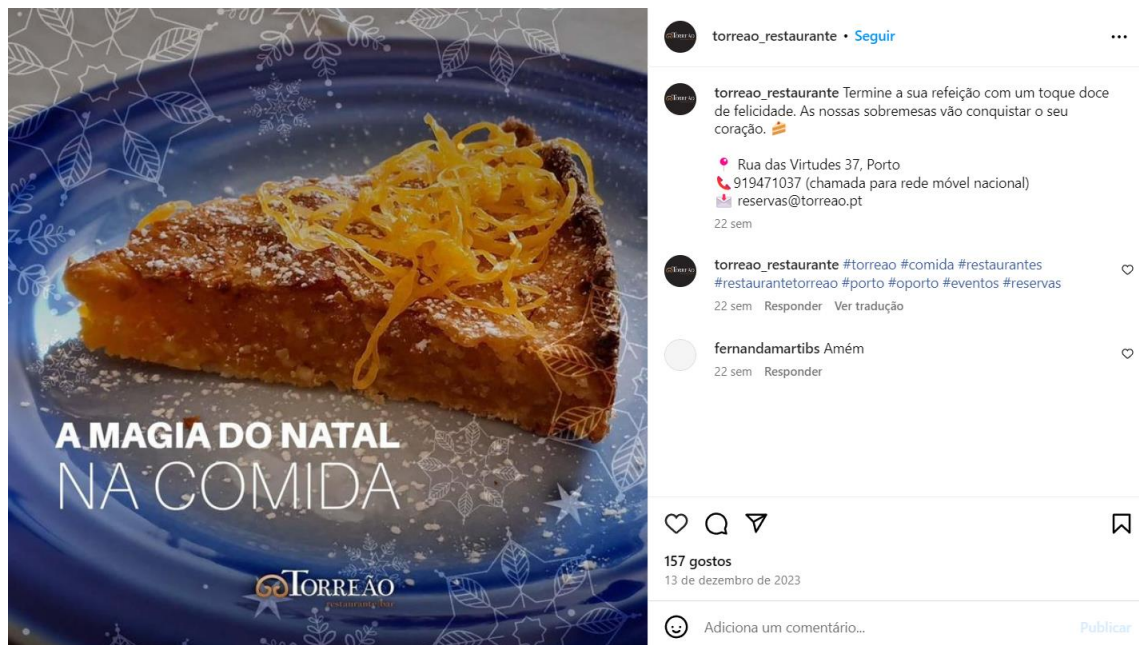 A MAGIA DO NATAL
NA COMIDA
TORREÃO
restaurante.bar
torreao_restaurante • Seguir
torreao_restaurante Termine a sua refeição com um toque doce
de felicidade. As nossas sobremesas vão conquistar o seu
coração. 🍰
📍 Rua das Virtudes 37, Porto
📞919471037 (chamada para rede móvel nacional)
📩 reservas@torreao.pt
22 sem
torreao_restaurante #torreao #comida #restaurantes
#restaurantetorreao #porto #oporto #eventos #reservas
22 sem Responder Ver tradução
fernandamartibs Amém
22 sem Responder
157 gostos
13 de dezembro de 2023
Adiciona um comentário...
Publicar